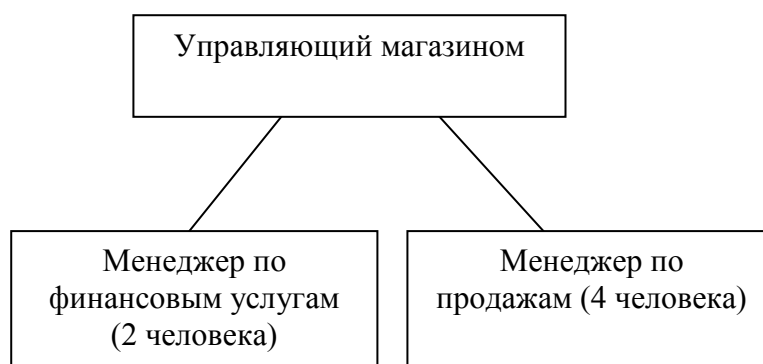 Управляющий магазином
Менеджер по
финансовым услугам
(2 человека)
Менеджер по
продажам (4 человека)